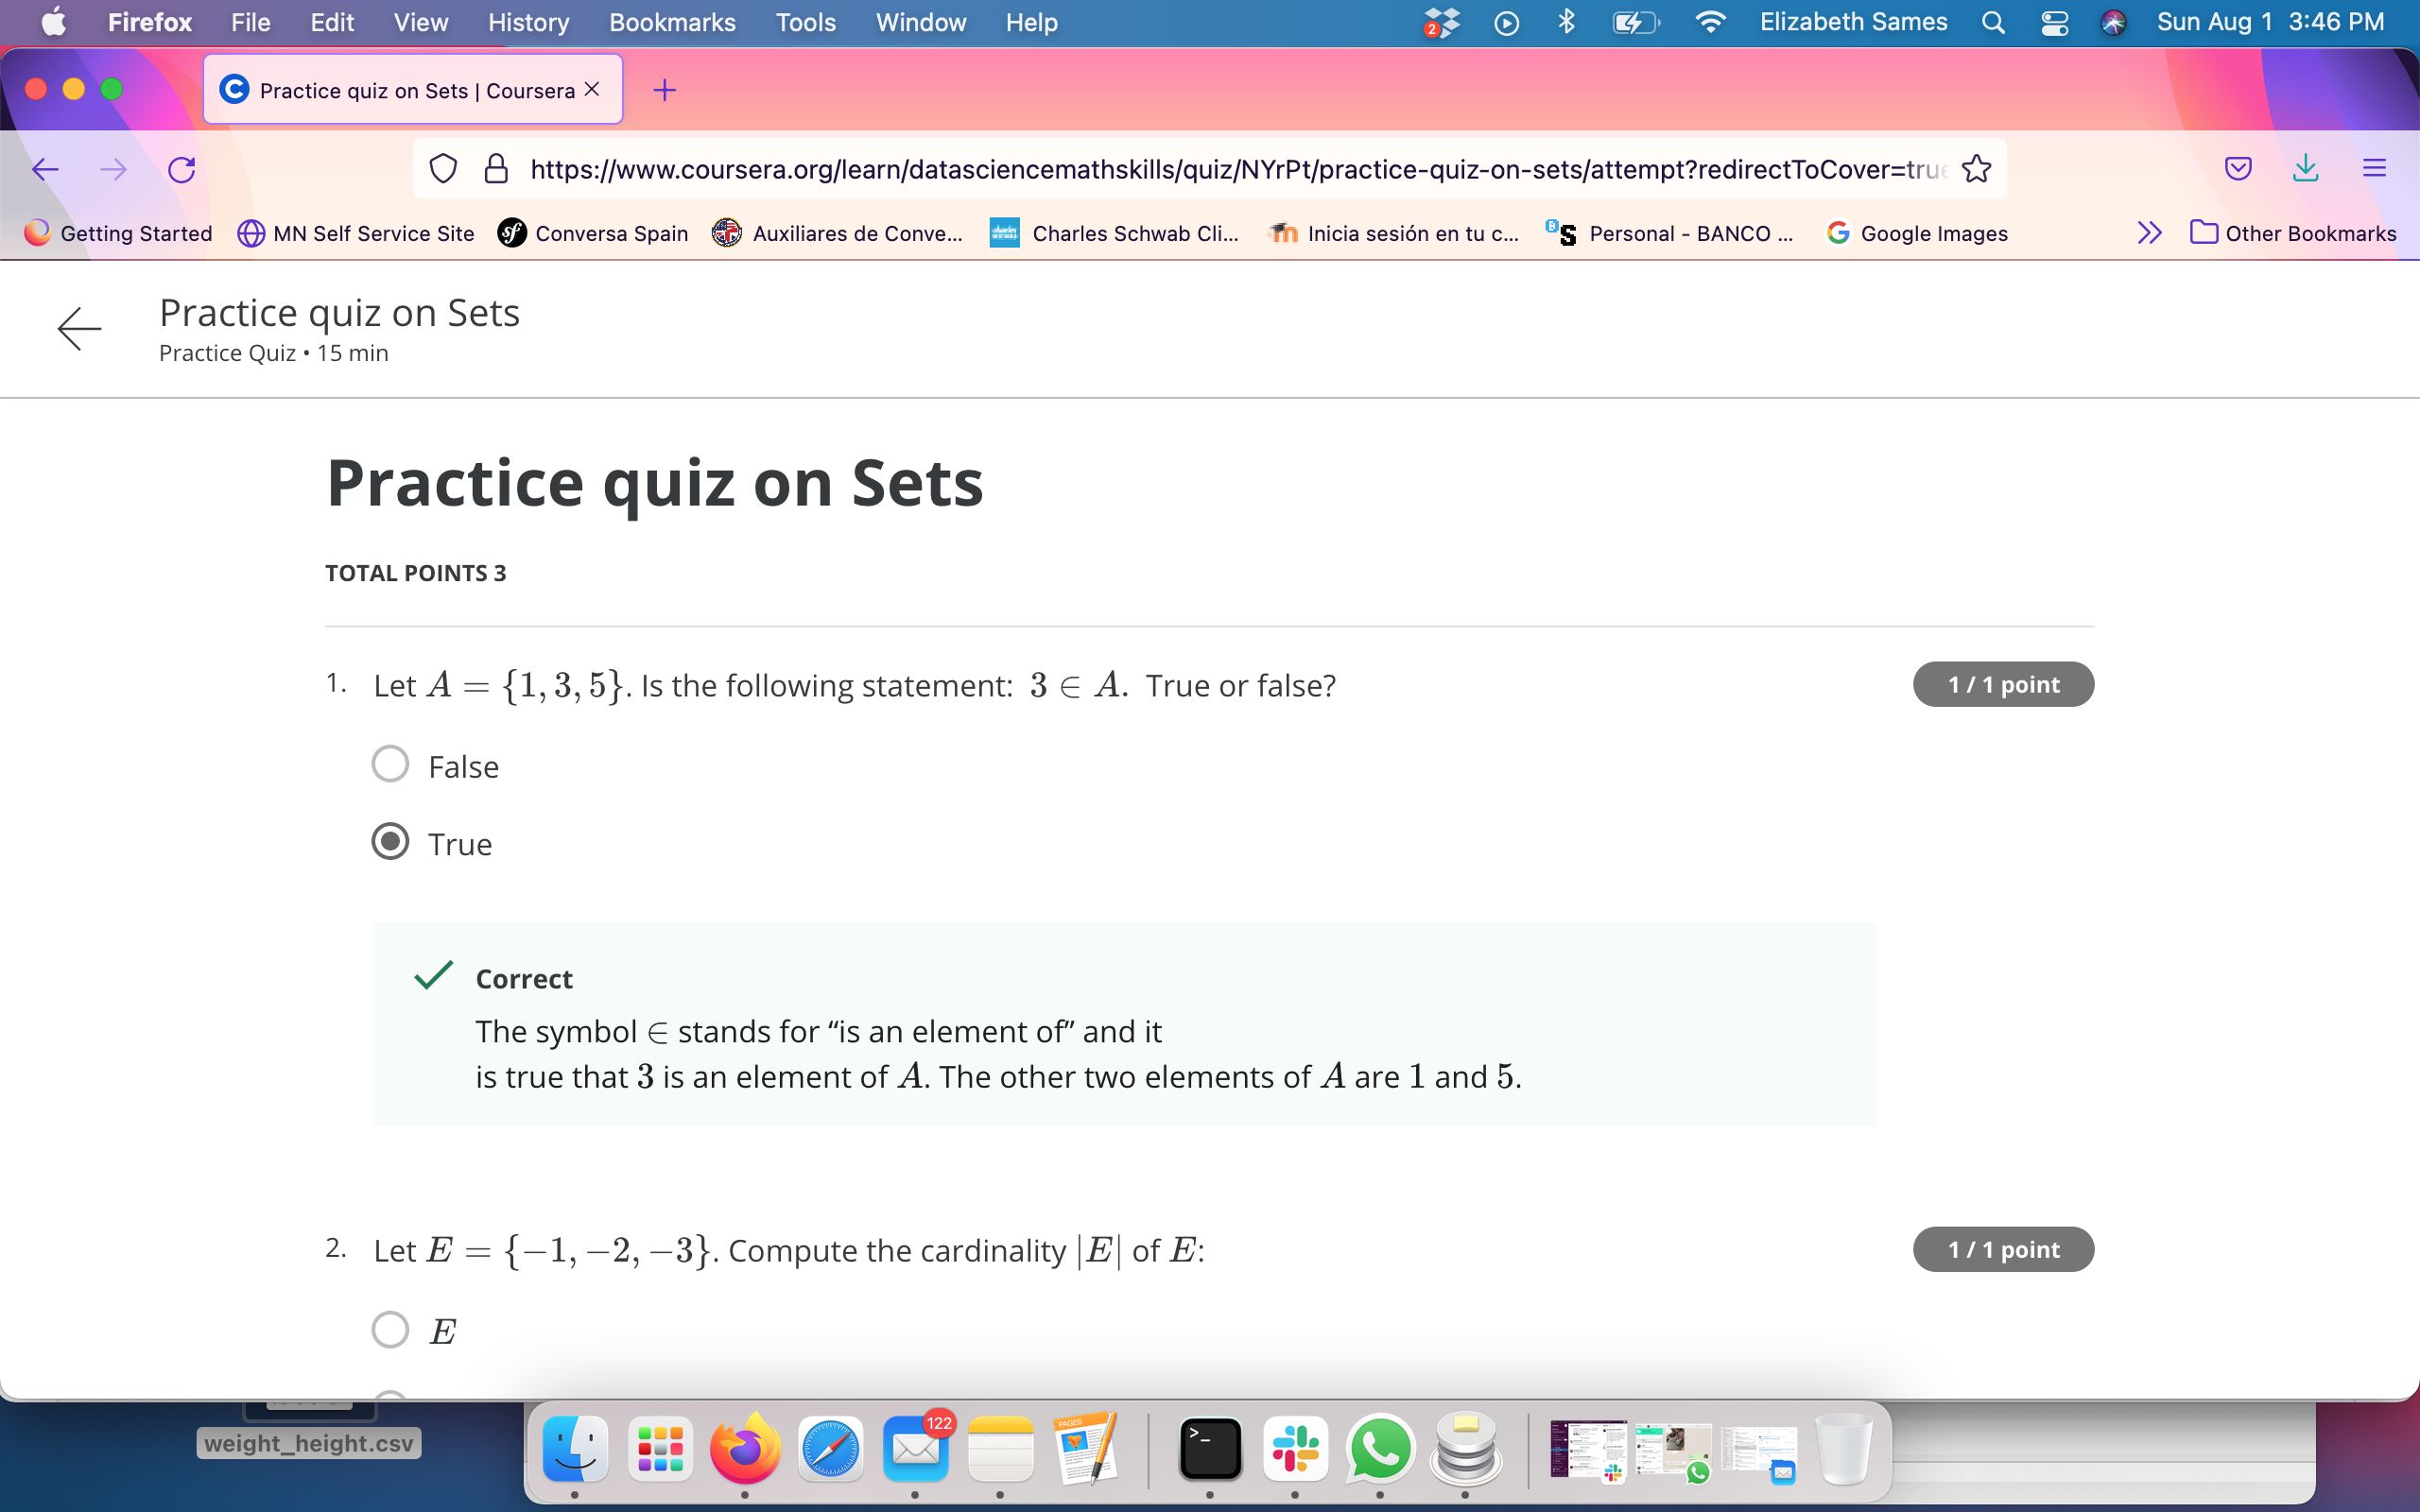 Firefox File Edit View History Bookmarks Tools Window Help 2 Elizabeth Sames Sun Aug 1 3:46 PM
Practice quiz on Sets | Coursera
https://www.coursera.org/learn/datasciencemathskills/quiz/NYrPt/practice-quiz-on-sets/attempt?redirectToCover=true
Getting Started MN Self Service Site sf Conversa Spain Auxiliares de Conve... Charles Schwab Cli... Inicia sesión en tu c... Personal - BANCO ... Google Images Other Bookmarks
Practice quiz on Sets
Practice Quiz • 15 min
Practice quiz on Sets
TOTAL POINTS 3
1. Let A = {1, 3, 5}. Is the following statement: 3 ∈ A. True or false? 1 / 1 point
False
True
Correct
The symbol ∈ stands for “is an element of” and it
is true that 3 is an element of A. The other two elements of A are 1 and 5.
2. Let E = {−1, −2, −3}. Compute the cardinality |E| of E: 1 / 1 point
E
weight_height.csv
122
PAGES